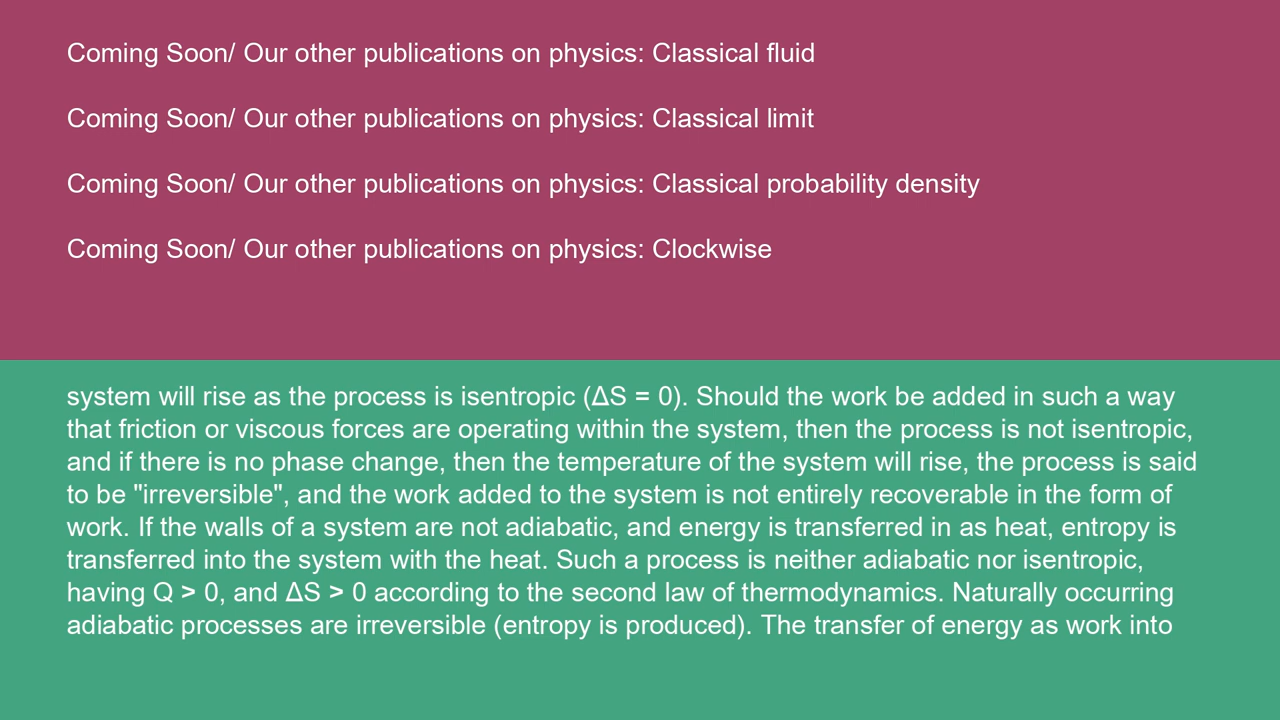 Coming Soon/ Our other publications on physics: Classical fluid
Coming Soon/ Our other publications on physics: Classical limit
Coming Soon/ Our other publications on physics: Classical probability density
Coming Soon/ Our other publications on physics: Clockwise
system will rise as the process is isentropic (ΔS = 0). Should the work be added in such a way
that friction or viscous forces are operating within the system, then the process is not isentropic,
and if there is no phase change, then the temperature of the system will rise, the process is said
to be "irreversible", and the work added to the system is not entirely recoverable in the form of
work. If the walls of a system are not adiabatic, and energy is transferred in as heat, entropy is
transferred into the system with the heat. Such a process is neither adiabatic nor isentropic,
having Q > 0, and ΔS > 0 according to the second law of thermodynamics. Naturally occurring
adiabatic processes are irreversible (entropy is produced). The transfer of energy as work into